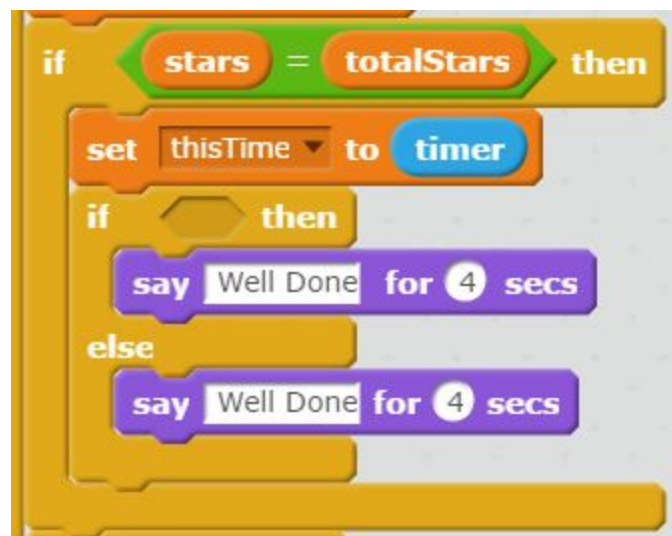 if stars = totalStars then
set thisTime to timer
if then
say Well Done for 4 secs
else
say Well Done for 4 secs